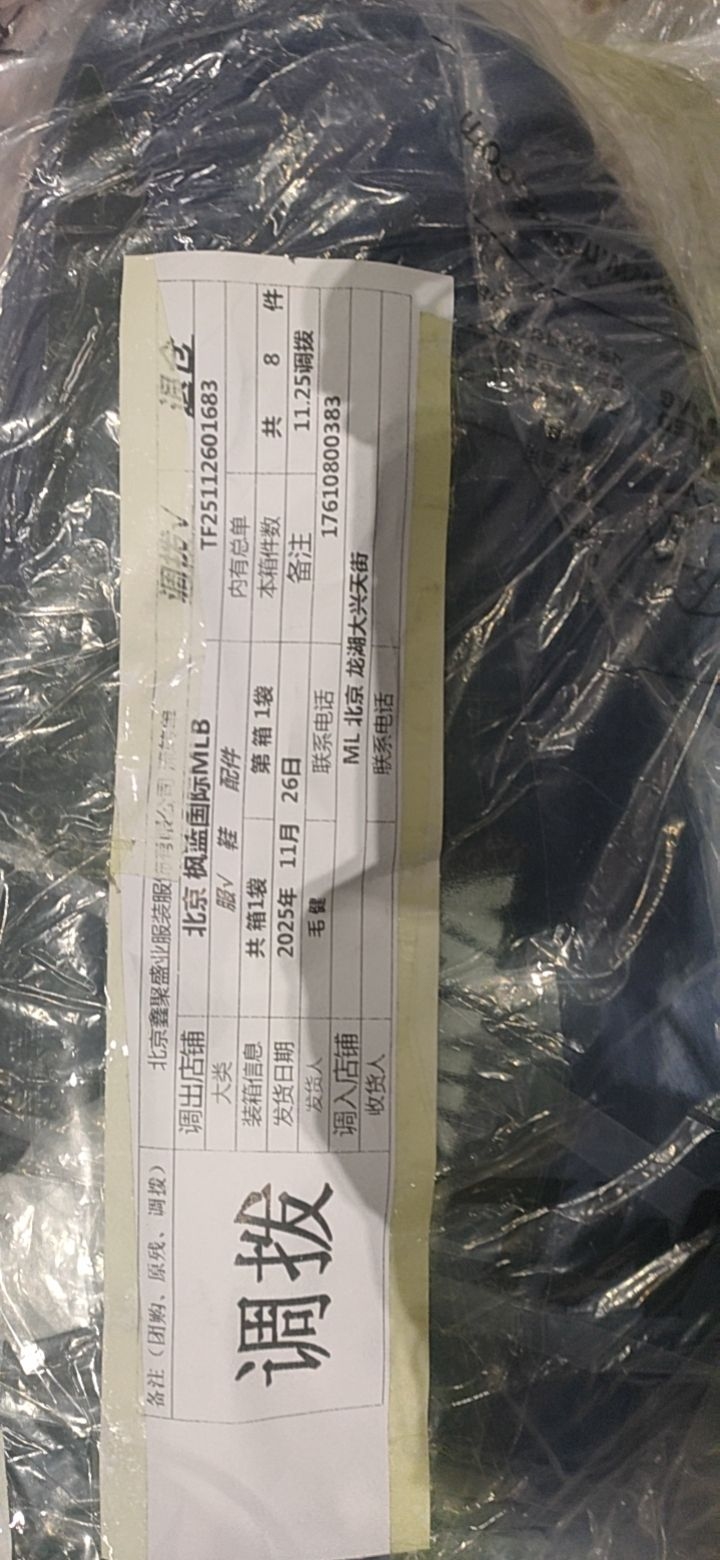 备注（团购、原残、调拨） 北京鑫聚盛业服装服饰有限公司 调拨√ 调仓
调拨
调出店铺 北京 枫蓝国际MLB TF25112601683
大类 服√ 鞋 配件 内有总单
装箱信息 共 箱1袋 第 箱 1袋 本箱件数 共 8 件
发货日期 2025年 11月 26日 备注 11.25调拨
发货人 毛健 联系电话 17610800383
调入店铺 ML 北京 龙湖大兴天街
收货人 联系电话